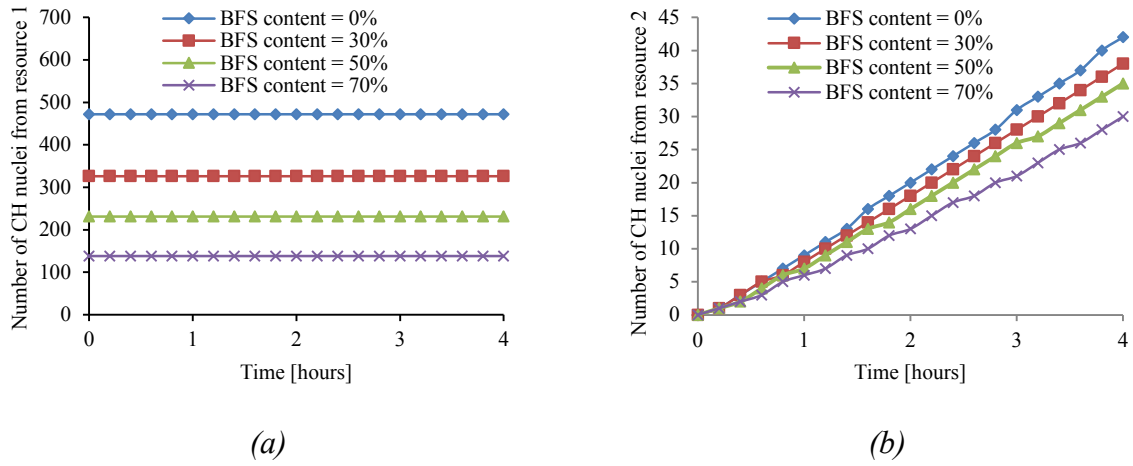 BFS content = 0%
BFS content = 30%
BFS content = 50%
BFS content = 70%
Number of CH nuclei from resource 1
700
600
500
400
300
200
100
0
0 1 2 3 4
Time [hours]
(a)
BFS content = 0%
BFS content = 30%
BFS content = 50%
BFS content = 70%
Number of CH nuclei from resource 2
45
40
35
30
25
20
15
10
5
0
0 1 2 3 4
Time [hours]
(b)